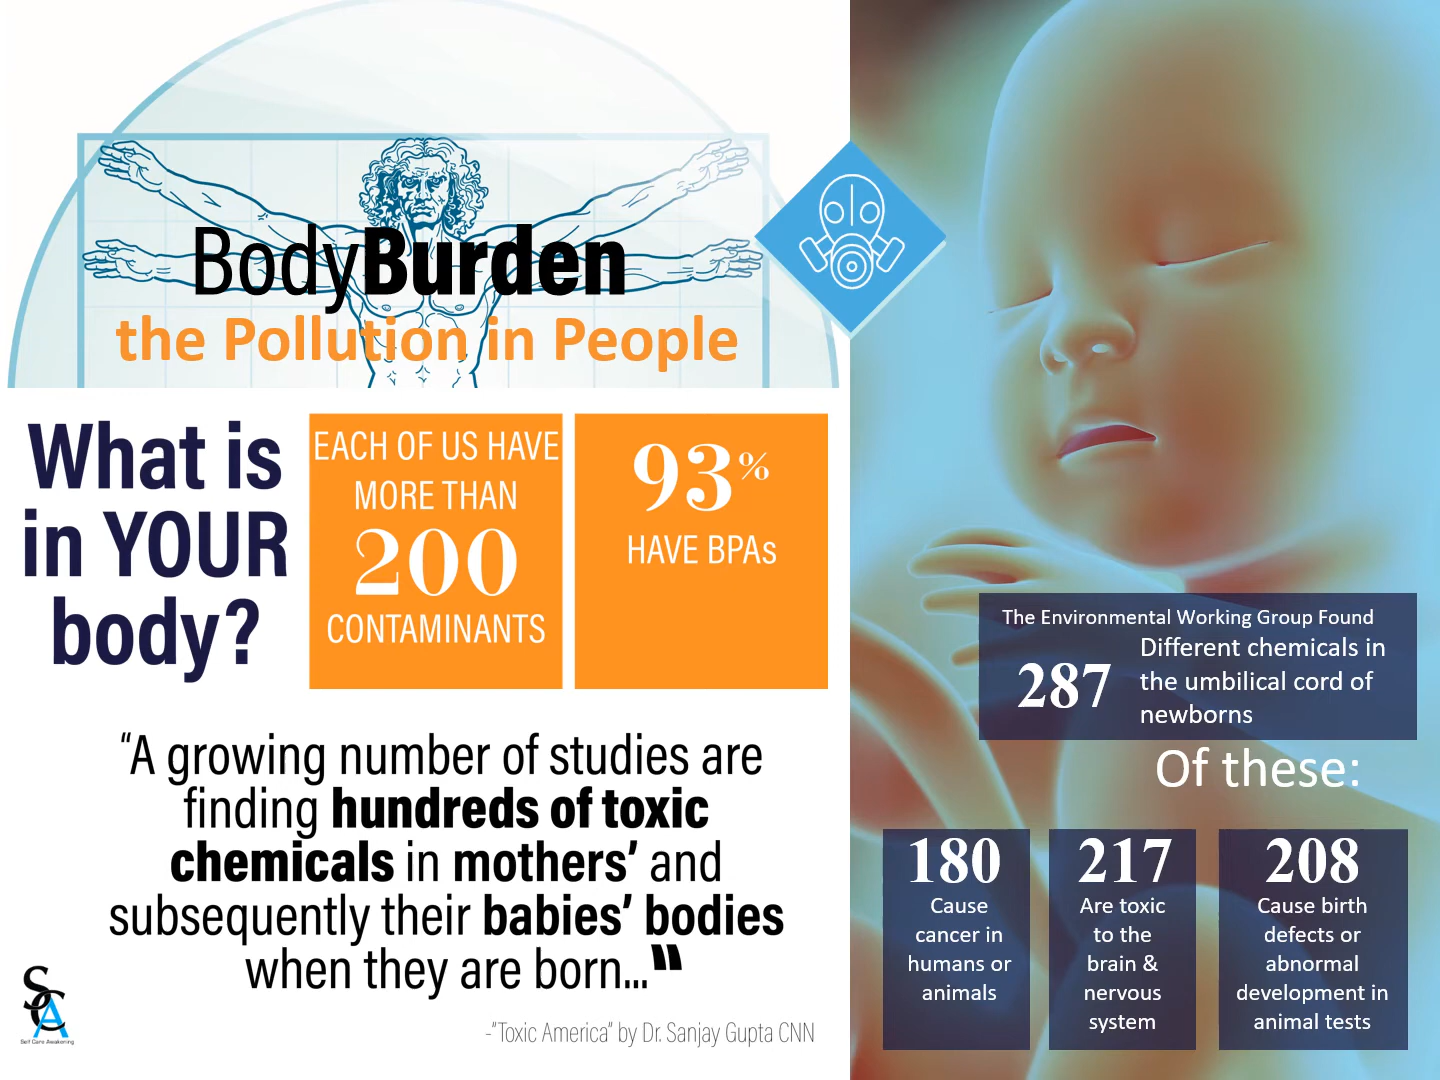 BodyBurden
the Pollution in People
What is
in YOUR
body?
EACH OF US HAVE
MORE THAN
200
CONTAMINANTS
93%
HAVE BPAs
“A growing number of studies are
finding hundreds of toxic
chemicals in mothers’ and
subsequently their babies’ bodies
when they are born...“
-"Toxic America" by Dr. Sanjay Gupta CNN
SCA
Self Care Awakening
The Environmental Working Group Found
287
Different chemicals in
the umbilical cord of
newborns
Of these:
180
Cause
cancer in
humans or
animals
217
Are toxic
to the
brain &
nervous
system
208
Cause birth
defects or
abnormal
development in
animal tests